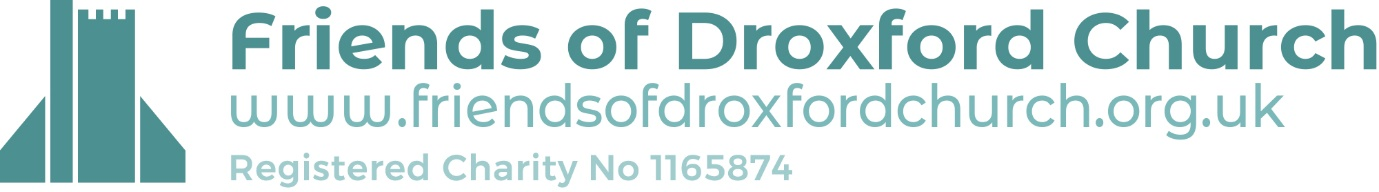 Friends of Droxford Church
www.friendsofdroxfordchurch.org.uk
Registered Charity No 1165874